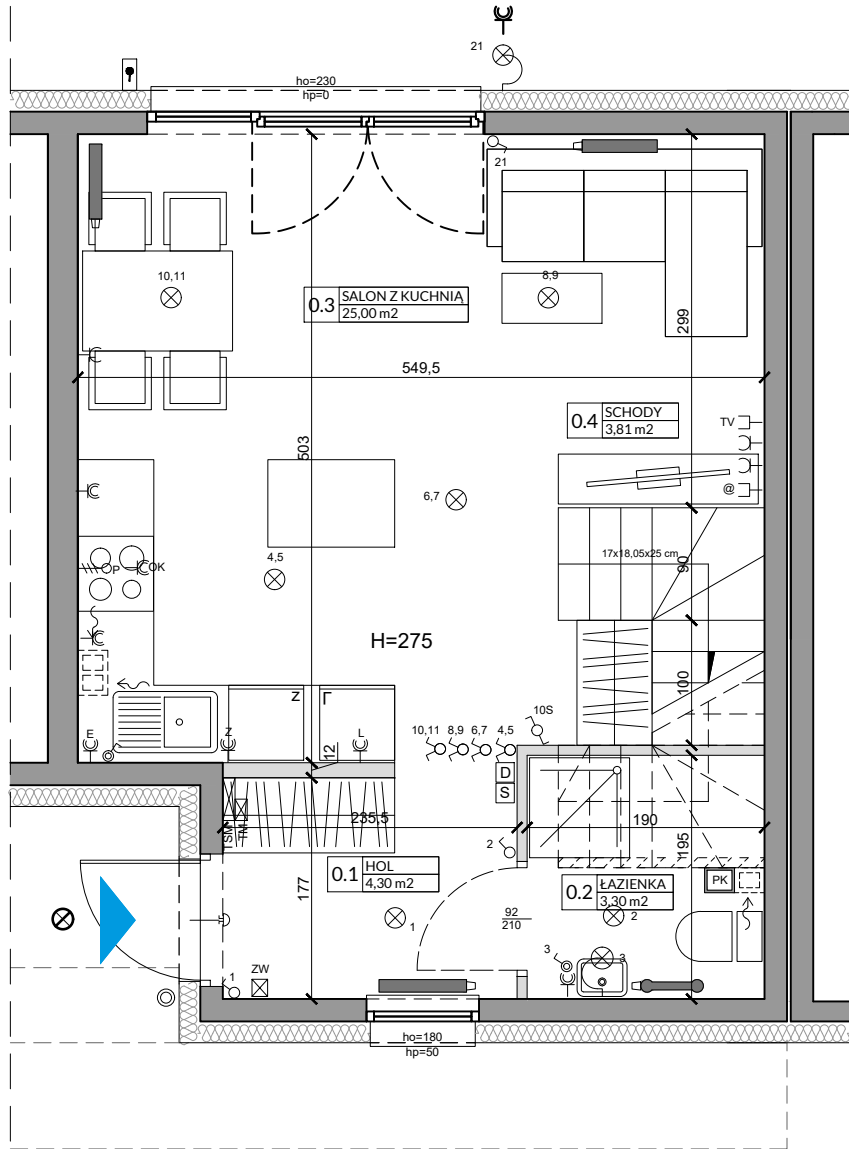 21
ho=230
hp=0
21
10,11
8,9
0.3 SALON Z KUCHNIĄ
25,00 m2
299
549,5
0.4 SCHODY
3,81 m2
TV
@
503
6,7
4,5
17x18,05x25 cm
90
OP
OK
H=275
100
Z
L
10S
E
Z
12
L
10,11
8,9
6,7
4,5
D
S
TSM
TM
235,5
190
195
2
0.1 HOL
4,30 m2
177
0.2 ŁAZIENKA
3,30 m2
PK
1
92
210
2
3
3
1
ZW
ho=180
hp=50